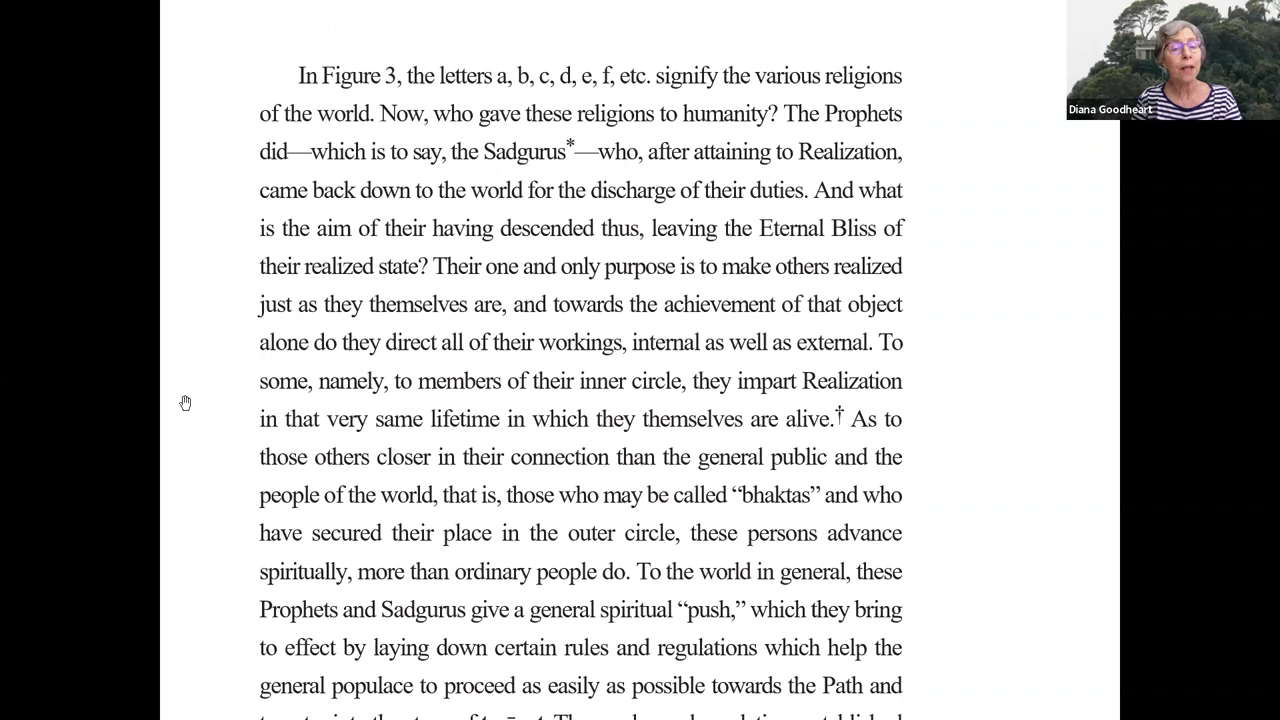 In Figure 3, the letters a, b, c, d, e, f, etc. signify the various religions
of the world. Now, who gave these religions to humanity? The Prophets
did—which is to say, the Sadgurus*—who, after attaining to Realization,
came back down to the world for the discharge of their duties. And what
is the aim of their having descended thus, leaving the Eternal Bliss of
their realized state? Their one and only purpose is to make others realized
just as they themselves are, and towards the achievement of that object
alone do they direct all of their workings, internal as well as external. To
some, namely, to members of their inner circle, they impart Realization
in that very same lifetime in which they themselves are alive.† As to
those others closer in their connection than the general public and the
people of the world, that is, those who may be called “bhaktas” and who
have secured their place in the outer circle, these persons advance
spiritually, more than ordinary people do. To the world in general, these
Prophets and Sadgurus give a general spiritual “push,” which they bring
to effect by laying down certain rules and regulations which help the
general populace to proceed as easily as possible towards the Path and
Diana Goodheart